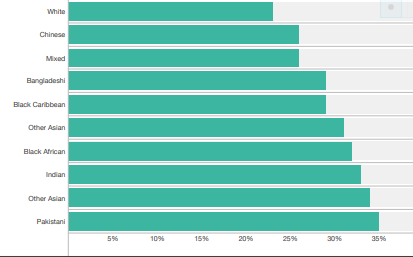 White
Chinese
Mixed
Bangladeshi
Black Caribbean
Other Asian
Black African
Indian
Other Asian
Pakistani
5% 10% 15% 20% 25% 30% 35%